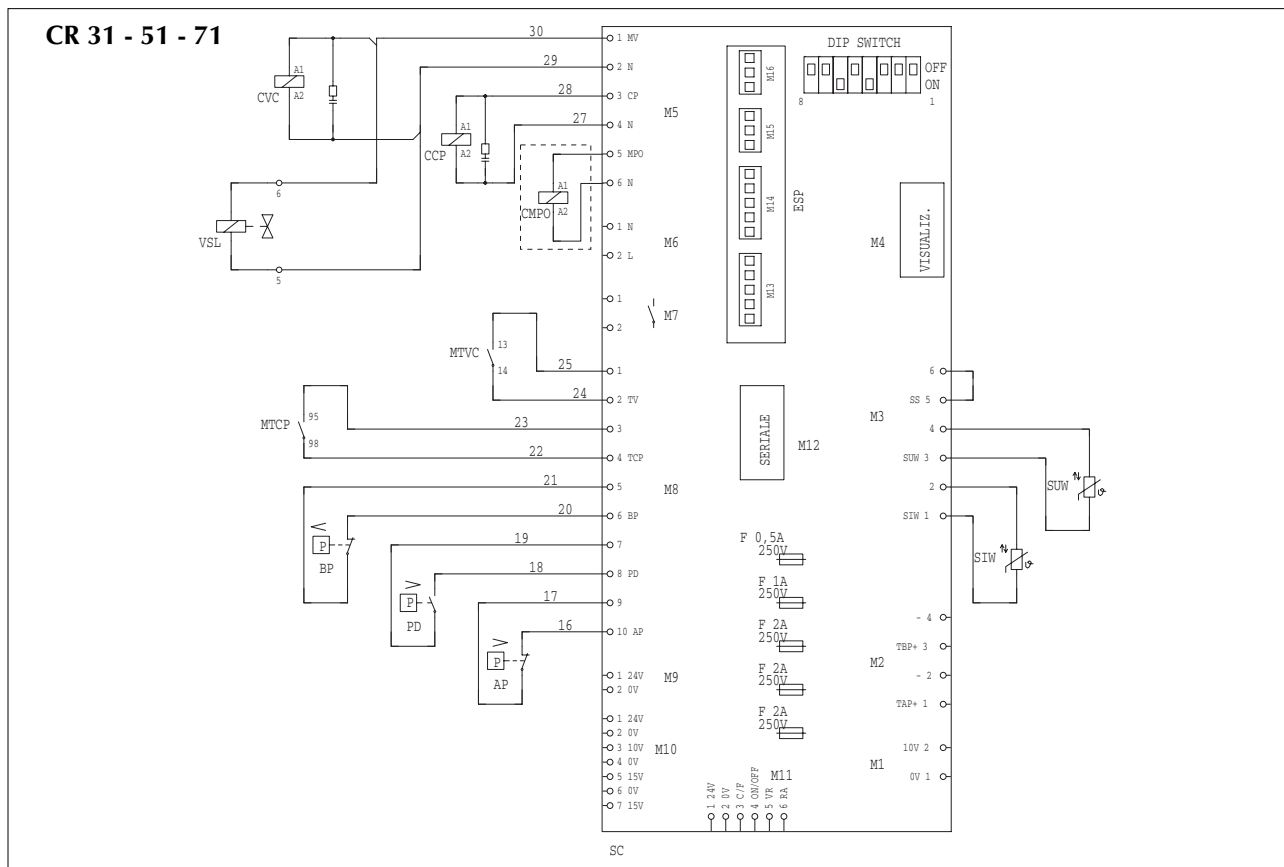 CR 31 - 51 - 71
30
1 MV
29
2 N
28
3 CP
27
4 N
5 MPO
6 N
1 N
2 L
1
2
25
1
24
2 TV
23
3
22
4 TCP
21
5
20
6 BP
19
7
18
8 PD
17
9
16
10 AP
1 24V
2 0V
1 24V
2 0V
3 10V
4 0V
5 15V
6 0V
7 15V
A1
A2
CVC
A1
A2
CCP
A1
A2
CMPO
6
VSL
5
MTVC
13
14
MTCP
95
98
P
BP
P
PD
P
AP
M5
M6
M7
M8
M9
M10
M11
1 24V
2 0V
3 C/F
4 ON/OFF
5 VR
6 RA
SC
M16
M15
M14
M13
ESP
DIP SWITCH
OFF
ON
8
1
M4
VISUALIZ.
SERIALE
M12
F 0,5A
250V
F 1A
250V
F 2A
250V
F 2A
250V
F 2A
250V
M3
6
SS 5
4
SUW 3
2
SIW 1
SUW
SIW
M2
- 4
TBP+ 3
- 2
TAP+ 1
M1
10V 2
0V 1